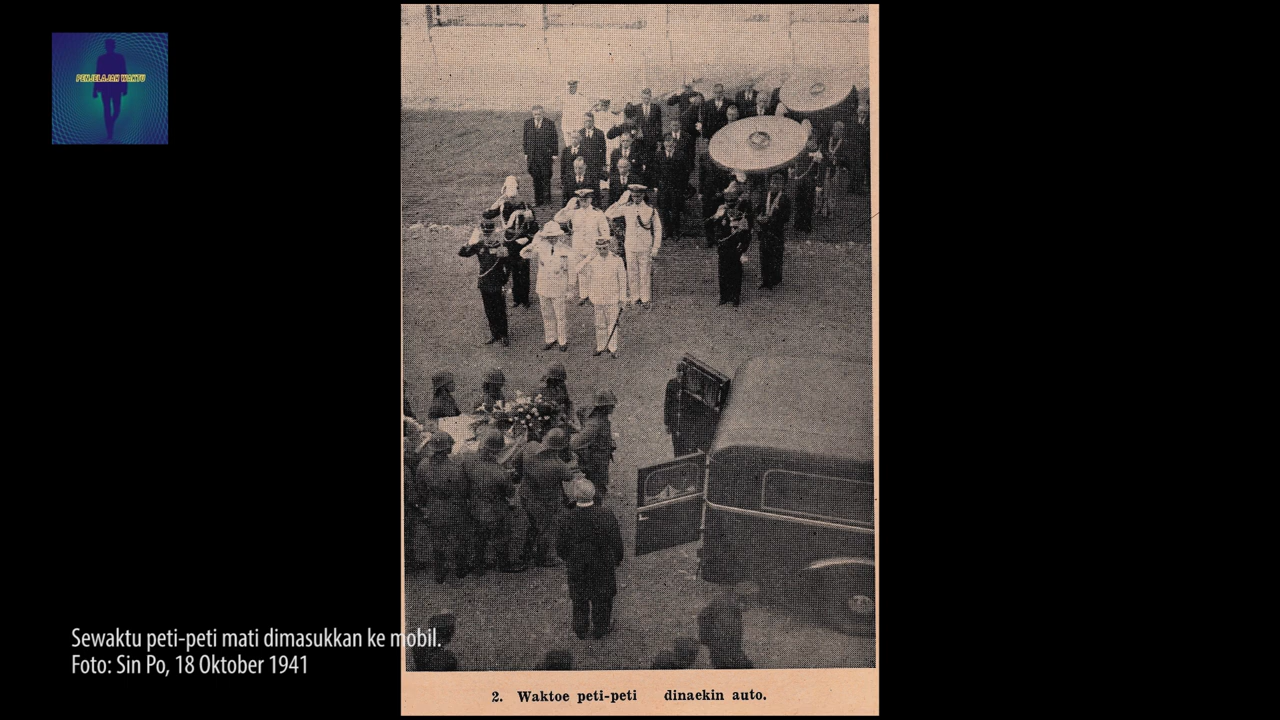 PENJELAJAH WAKTU
Sewaktu peti-peti mati dimasukkan ke mobil.
Foto: Sin Po, 18 Oktober 1941
2. Waktoe peti-peti dinaekin auto.